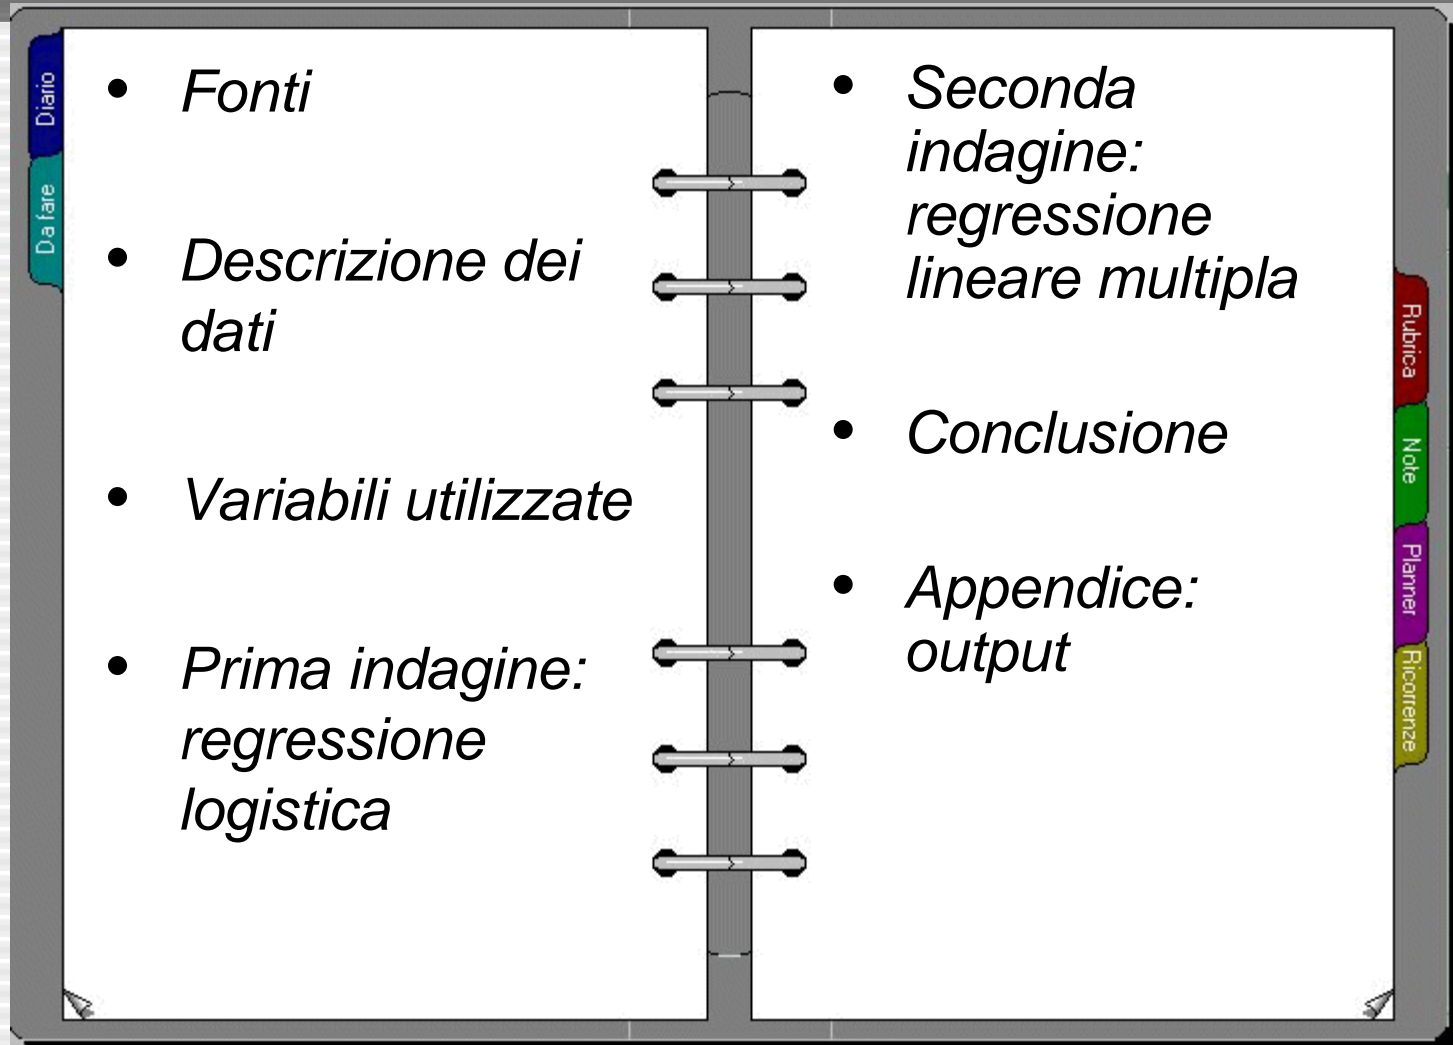 Diario
Da fare
• Fonti
• Descrizione dei
dati
• Variabili utilizzate
• Prima indagine:
regressione
logistica
• Seconda
indagine:
regressione
lineare multipla
• Conclusione
• Appendice:
output
Rubrica
Note
Planner
Ricorrenze